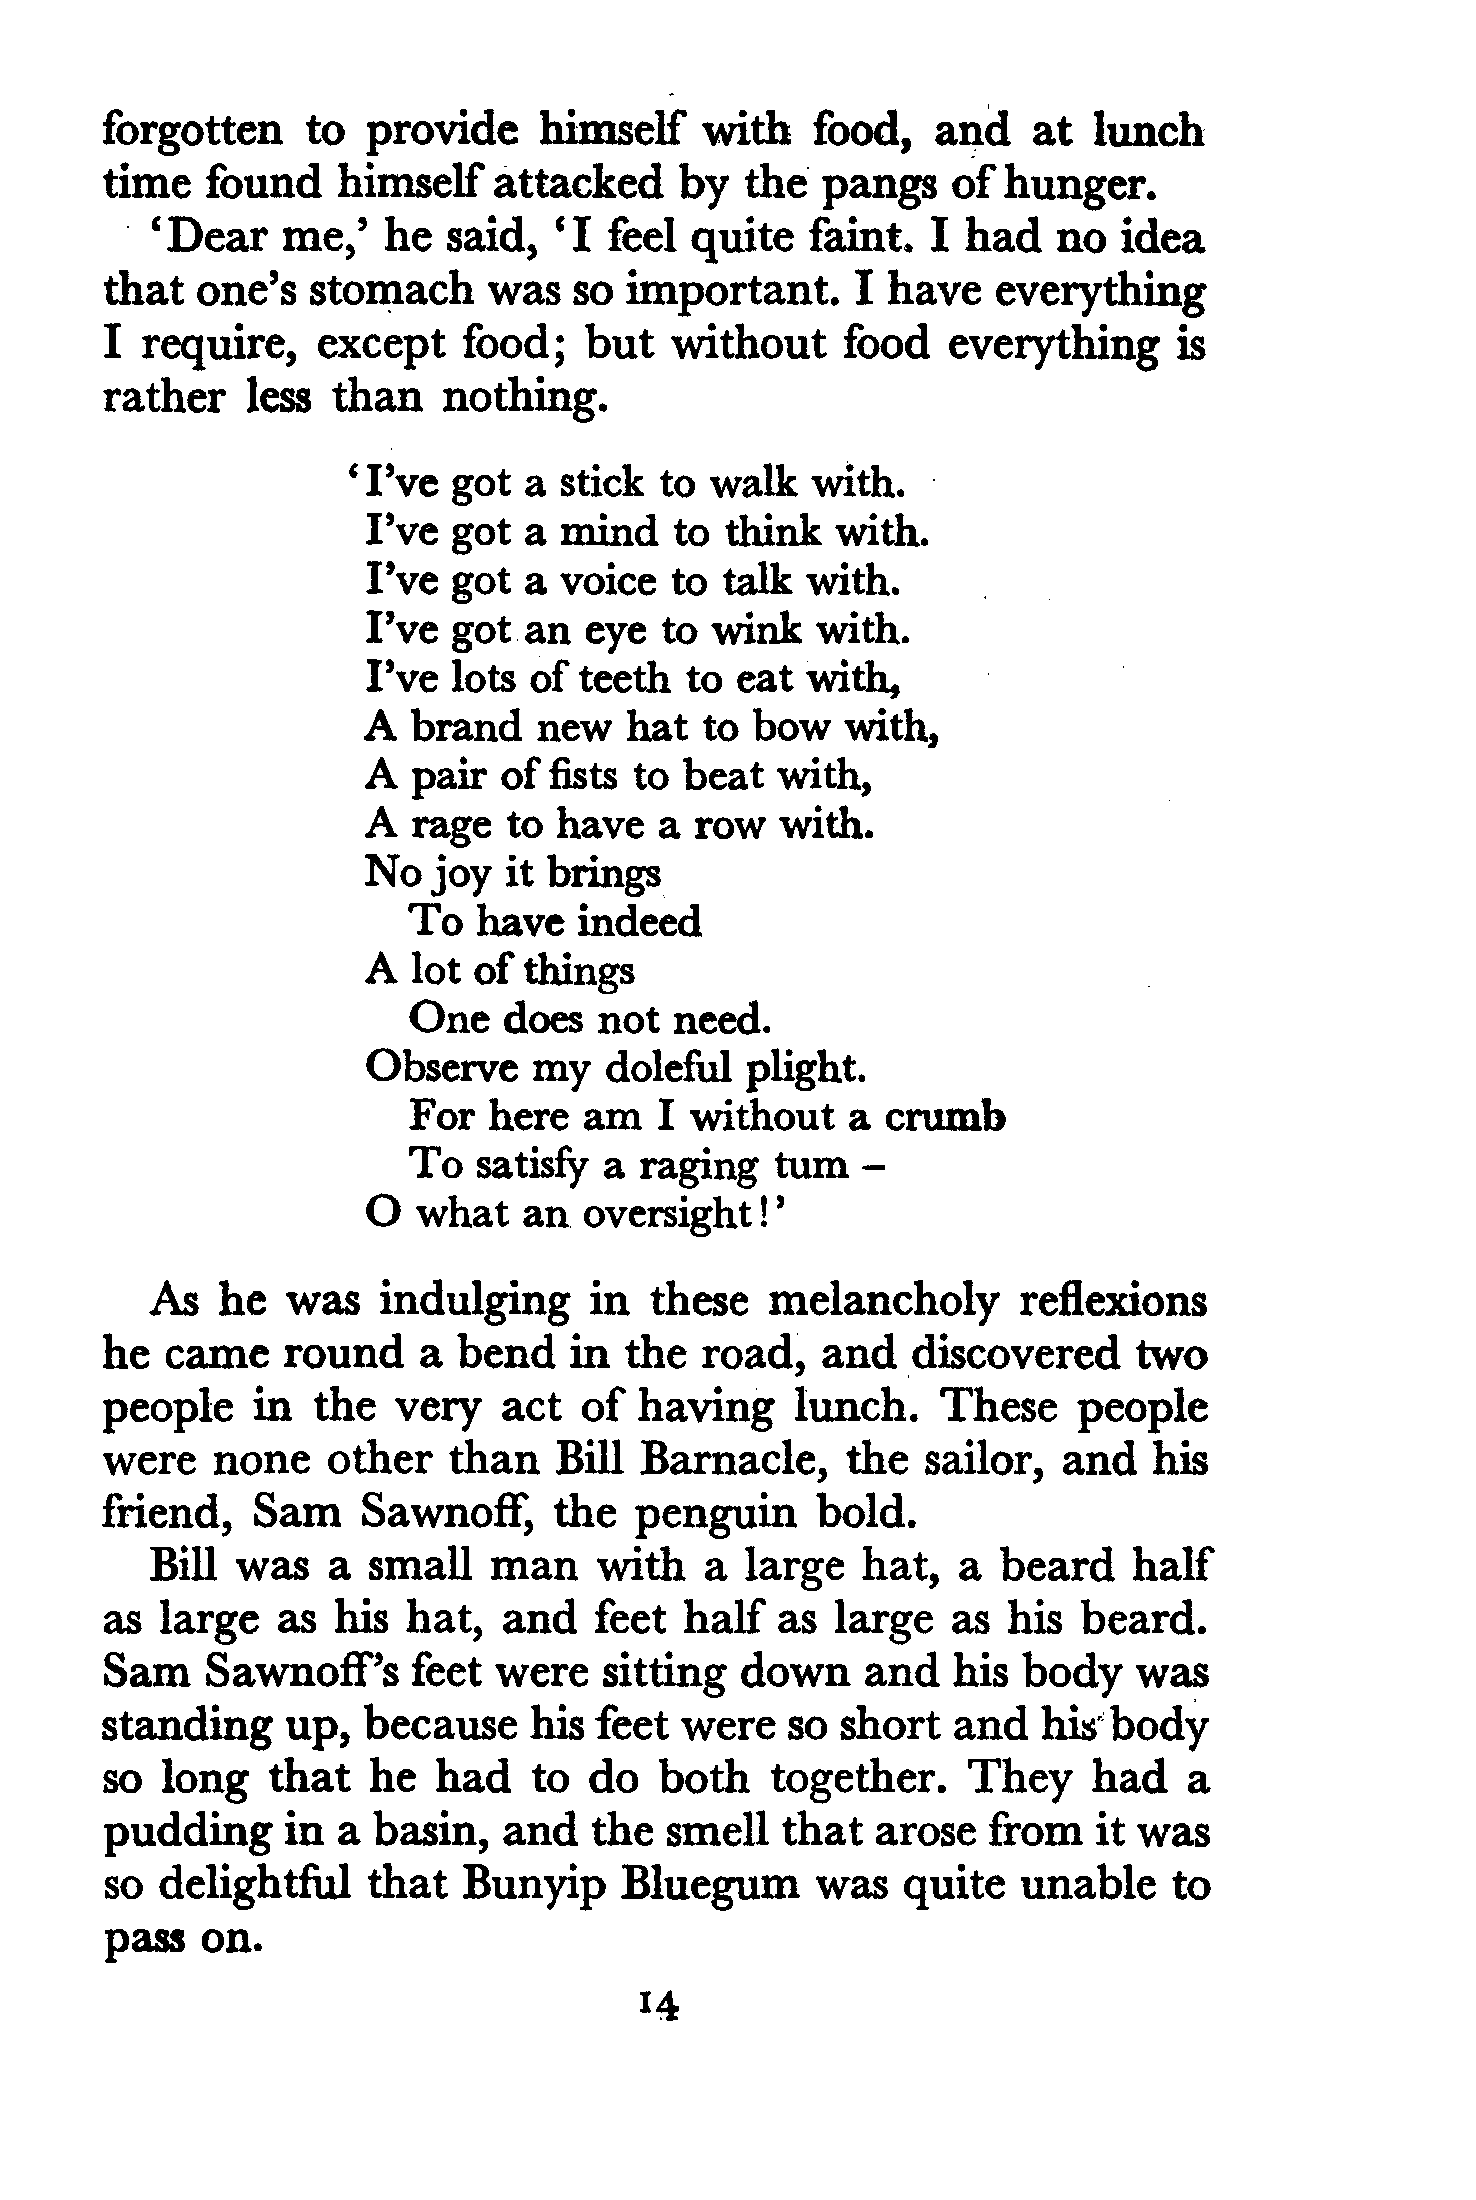 forgotten to provide himself with food, and at lunch
time found himself attacked by the pangs of hunger.
‘Dear me,’ he said, ‘I feel quite faint. I had no idea
that one’s stomach was so important. I have everything
I require, except food; but without food everything is
rather less than nothing.
‘I’ve got a stick to walk with.
I’ve got a mind to think with.
I’ve got a voice to talk with.
I’ve got an eye to wink with.
I’ve lots of teeth to eat with,
A brand new hat to bow with,
A pair of fists to beat with,
A rage to have a row with.
No joy it brings
To have indeed
A lot of things
One does not need.
Observe my doleful plight.
For here am I without a crumb
To satisfy a raging tum –
O what an oversight!’
As he was indulging in these melancholy reflexions
he came round a bend in the road, and discovered two
people in the very act of having lunch. These people
were none other than Bill Barnacle, the sailor, and his
friend, Sam Sawnoff, the penguin bold.
Bill was a small man with a large hat, a beard half
as large as his hat, and feet half as large as his beard.
Sam Sawnoff’s feet were sitting down and his body was
standing up, because his feet were so short and his body
so long that he had to do both together. They had a
pudding in a basin, and the smell that arose from it was
so delightful that Bunyip Bluegum was quite unable to
pass on.
14